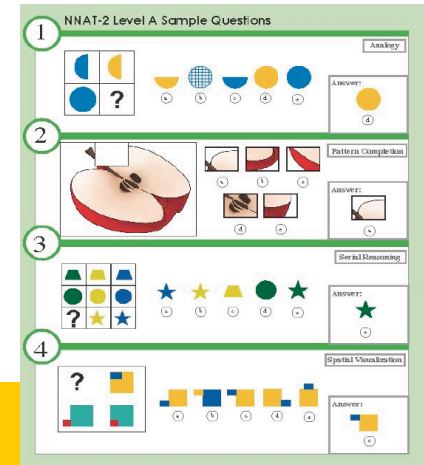 NNAT-2 Level A Sample Questions
1
Analogy
?
a b c d e
Answer:
d
2
Pattern Completion
a b c
d e
Answer:
a
3
Serial Reasoning
?
a b c d e
Answer:
e
4
Spatial Visualization
?
a b c d e
Answer:
c